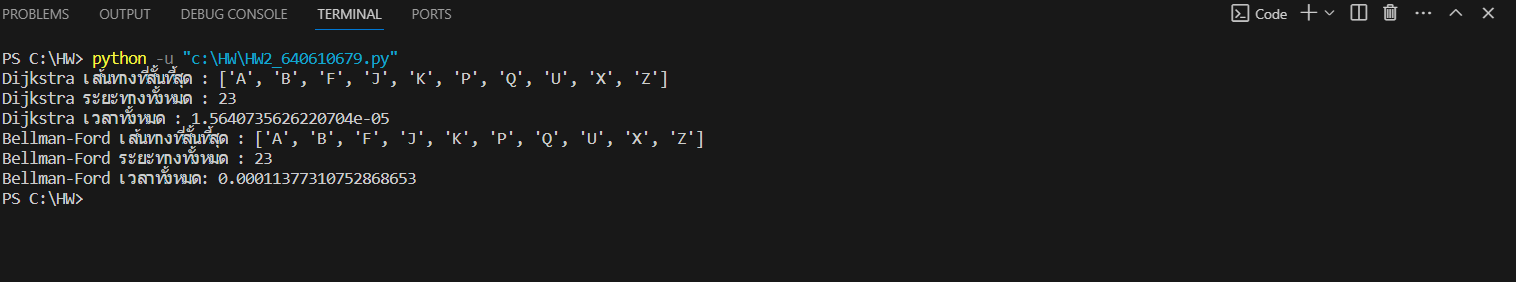 PROBLEMS OUTPUT DEBUG CONSOLE TERMINAL PORTS Code
PS C:\HW> python -u "c:\HW\HW2_640610679.py"
Dijkstra เส้นทางที่สั้นที่สุด : ['A', 'B', 'F', 'J', 'K', 'P', 'Q', 'U', 'X', 'Z']
Dijkstra ระยะทางทั้งหมด : 23
Dijkstra เวลาทั้งหมด : 1.5640735626220704e-05
Bellman-Ford เส้นทางที่สั้นที่สุด : ['A', 'B', 'F', 'J', 'K', 'P', 'Q', 'U', 'X', 'Z']
Bellman-Ford ระยะทางทั้งหมด : 23
Bellman-Ford เวลาทั้งหมด: 0.00011377310752868653
PS C:\HW>